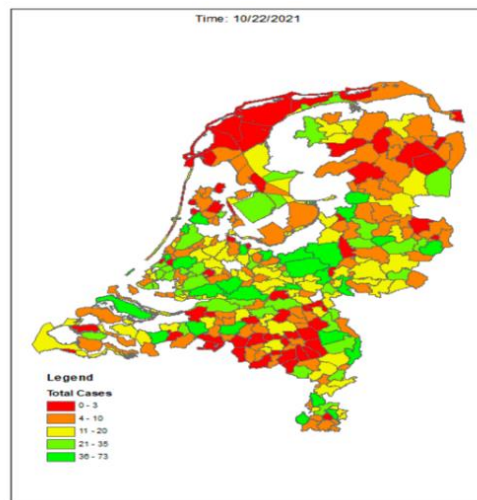 Time: 10/22/2021
Legend
Total Cases
0 - 3
4 - 10
11 - 20
21 - 35
36 - 73